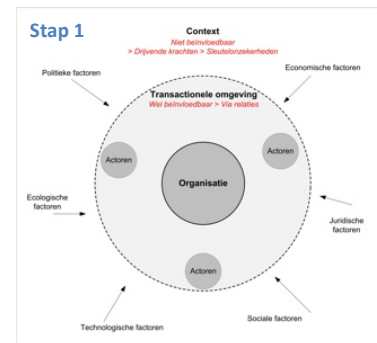 Stap 1
Context
Niet beïnvloedbaar
> Drijvende krachten > Sleutelonzekerheden
Politieke factoren
Economische factoren
Transactionele omgeving
Wel beïnvloedbaar > Via relaties
Actoren
Actoren
Organisatie
Ecologische
factoren
Juridische
factoren
Actoren
Technologische factoren
Sociale factoren